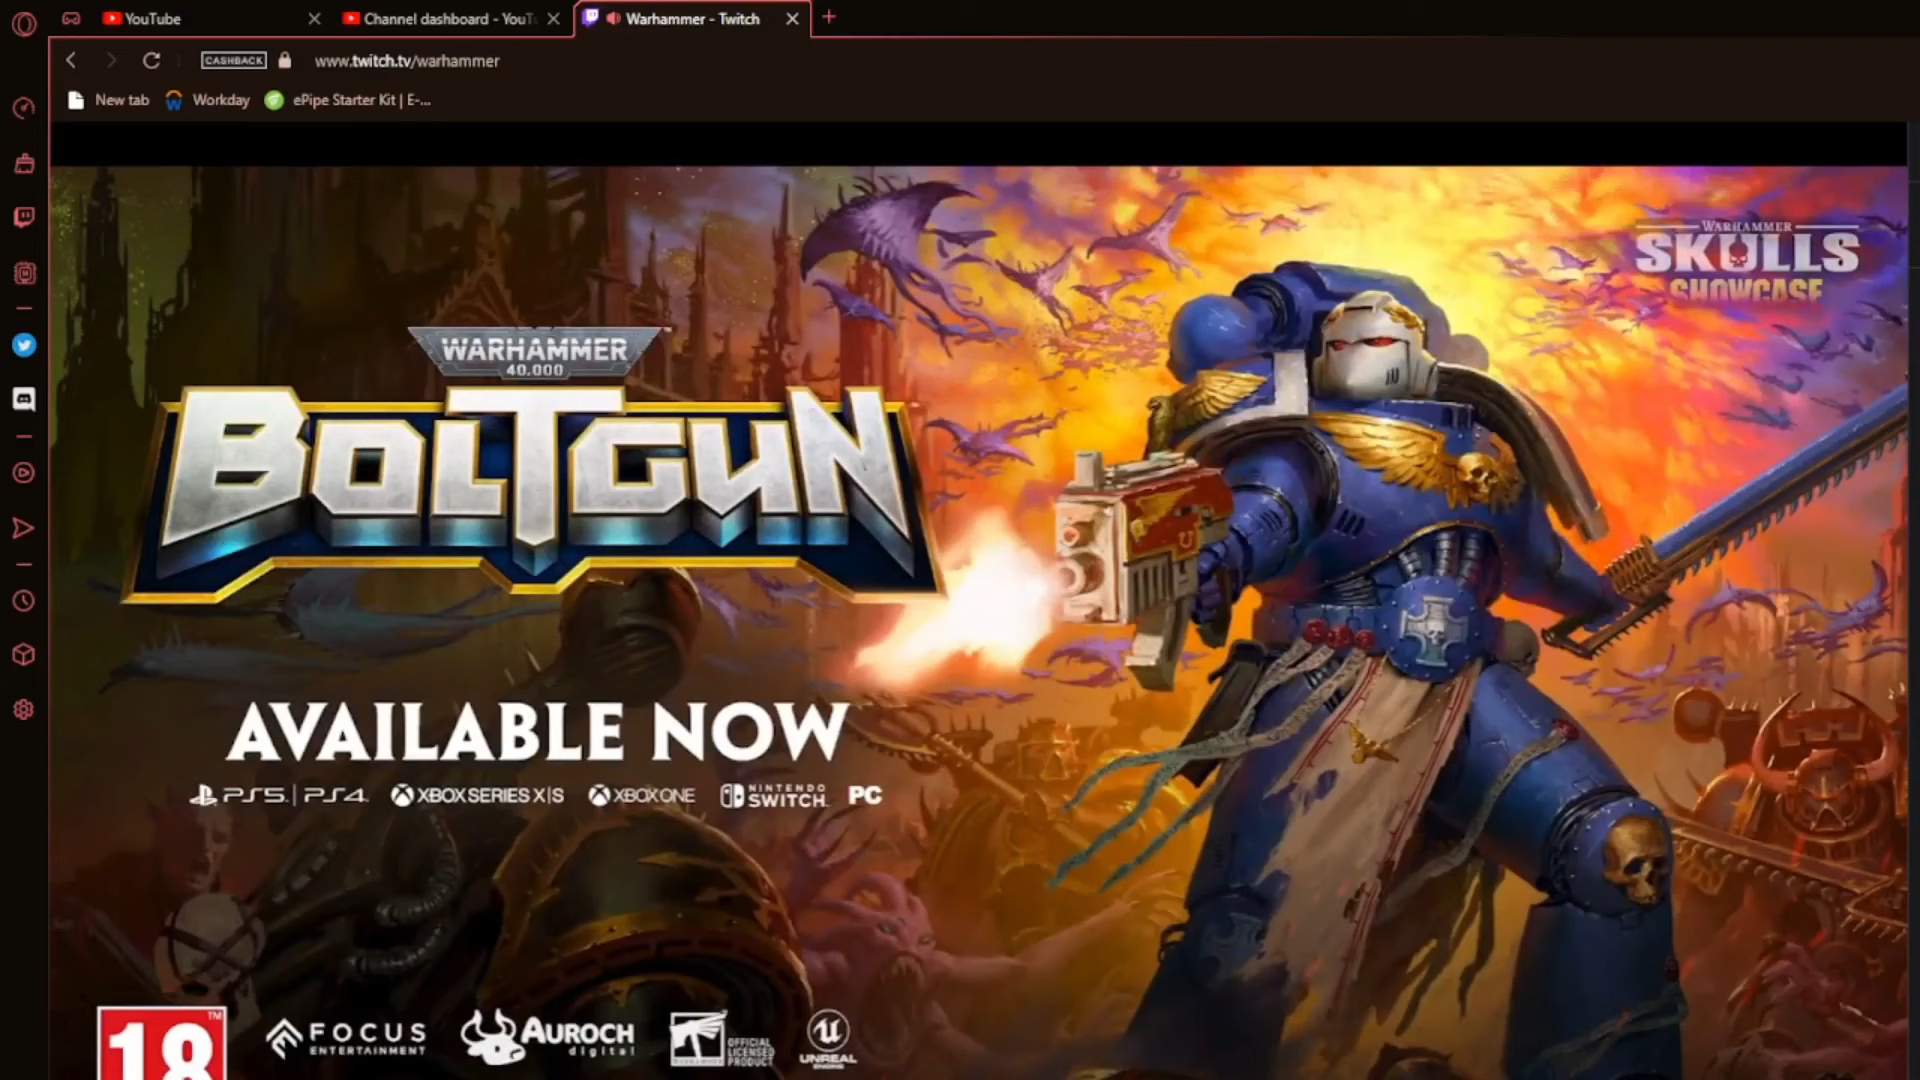 YouTube
Channel dashboard - YouT
Warhammer - Twitch
CASHBACK
www.twitch.tv/warhammer
New tab
Workday
ePipe Starter Kit | E-...
WARHAMMER
SKULLS
SHOWCASE
WARHAMMER
40,000
BOLTGUN
AVAILABLE NOW
PS5 | PS4 XBOX SERIES X|S XBOX ONE NINTENDO SWITCH PC
18
FOCUS
ENTERTAINMENT
AUROCH
digital
WARHAMMER
OFFICIAL
LICENSED
PRODUCT
UNREAL
ENGINE